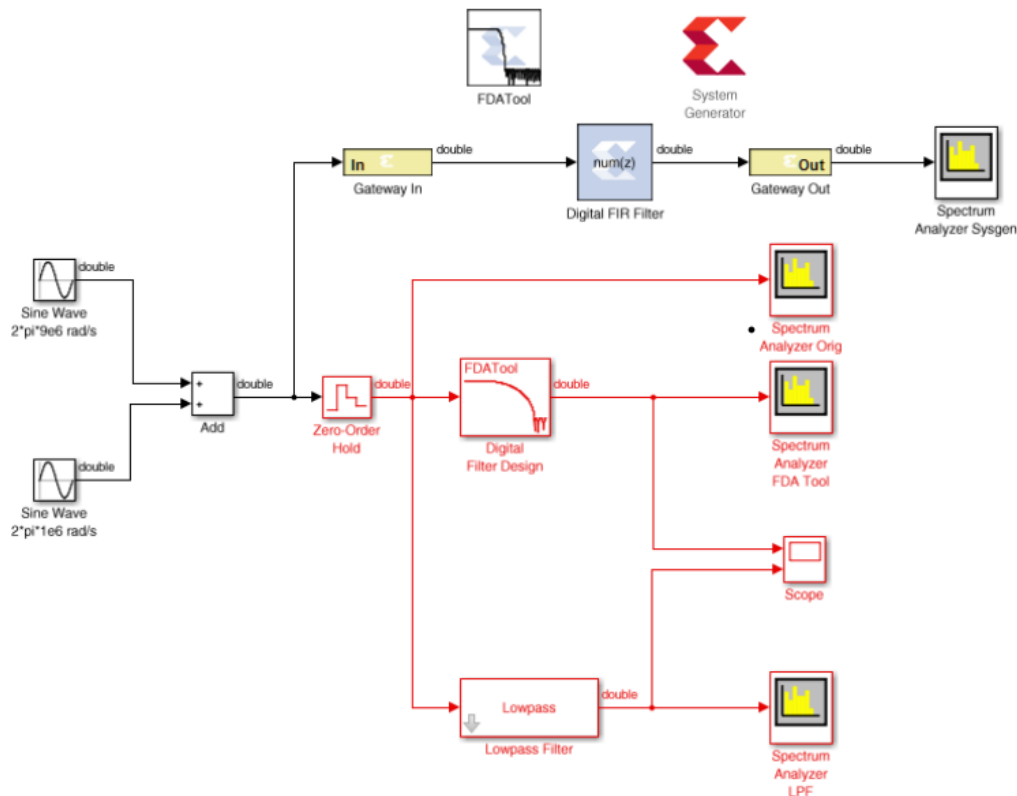 FDATool
System
Generator
double
double
double
In
num(z)
Out
Gateway In
Digital FIR Filter
Gateway Out
Spectrum
Analyzer Sysgen
double
Sine Wave
2*pi*9e6 rad/s
Spectrum
Analyzer Orig
+
+
double
Add
double
Zero-Order
Hold
FDATool
double
Digital
Filter Design
Spectrum
Analyzer
FDA Tool
double
Sine Wave
2*pi*1e6 rad/s
Scope
double
Lowpass
Lowpass Filter
Spectrum
Analyzer
LPF